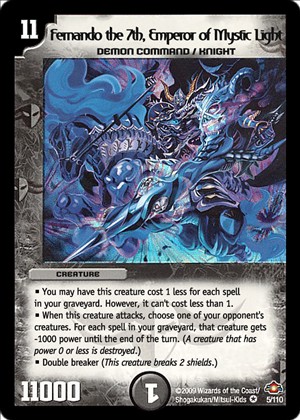 11
Fernando the 7th, Emperor of Mystic Light
DEMON COMMAND / KNIGHT
CREATURE
• You may have this creature cost 1 less for each spell
in your graveyard. However, it can't cost less than 1.
• When this creature attacks, choose one of your opponent's
creatures. For each spell in your graveyard, that creature gets
-1000 power until the end of the turn. (A creature that has
power 0 or less is destroyed.)
• Double breaker (This creature breaks 2 shields.)
11000
1
©2009 Wizards of the Coast/
Shogakukan/Mitsui-Kids
5/110